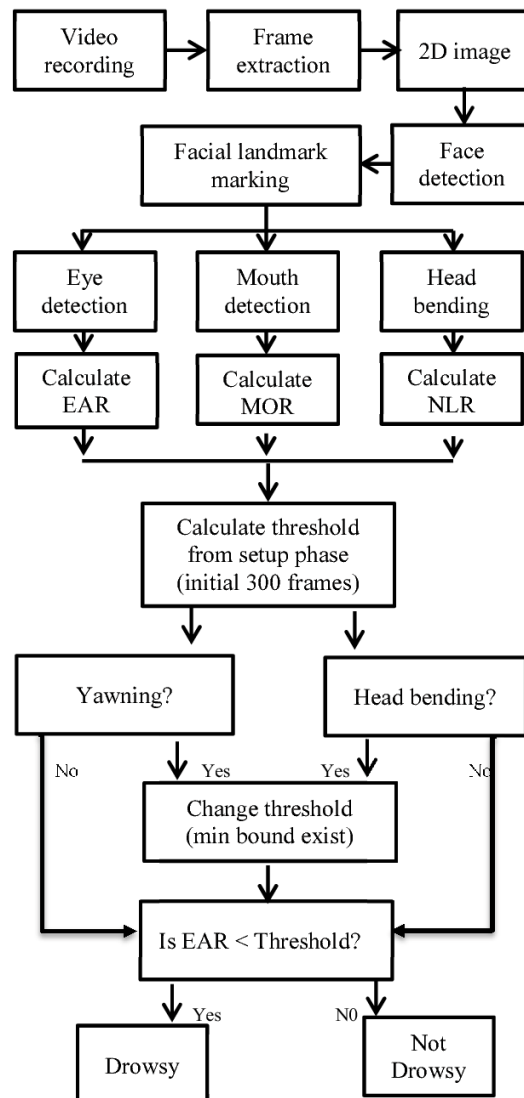 Video
recording
Frame
extraction
2D image
Face
detection
Facial landmark
marking
Eye
detection
Mouth
detection
Head
bending
Calculate
EAR
Calculate
MOR
Calculate
NLR
Calculate threshold
from setup phase
(initial 300 frames)
Yawning?
Head bending?
No
Yes
Yes
No
Change threshold
(min bound exist)
Is EAR < Threshold?
Yes
N0
Drowsy
Not
Drowsy